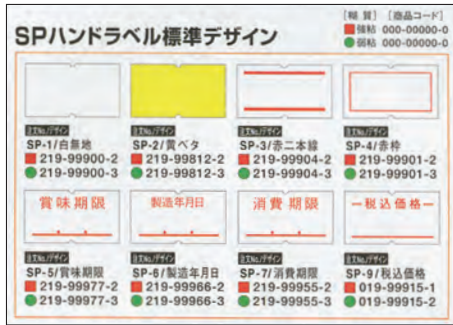 SPハンドラベル標準デザイン
[糊 質] [商品コード]
強粘 000-00000-0
弱粘 000-00000-0
注文No./デザイン
SP-1/白無地
219-99900-2
219-99900-3
注文No./デザイン
SP-2/黄ベタ
219-99812-2
219-99812-3
注文No./デザイン
SP-3/赤二本線
219-99904-2
219-99904-3
注文No./デザイン
SP-4/赤枠
219-99901-2
219-99901-3
賞味期限
注文No./デザイン
SP-5/賞味期限
219-99977-2
219-99977-3
製造年月日
注文No./デザイン
SP-6/製造年月日
219-99966-2
219-99966-3
消費期限
注文No./デザイン
SP-7/消費期限
219-99955-2
219-99955-3
税込価格
注文No./デザイン
SP-9/税込価格
019-99915-1
019-99915-2